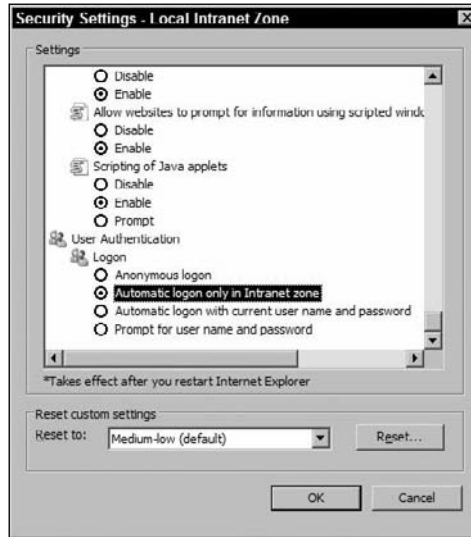 Security Settings - Local Intranet Zone
Settings
Disable
Enable
Allow websites to prompt for information using scripted windo
Disable
Enable
Scripting of Java applets
Disable
Enable
Prompt
User Authentication
Logon
Anonymous logon
Automatic logon only in Intranet zone
Automatic logon with current user name and password
Prompt for user name and password
*Takes effect after you restart Internet Explorer
Reset custom settings
Reset to:
Medium-low (default)
Reset...
OK
Cancel